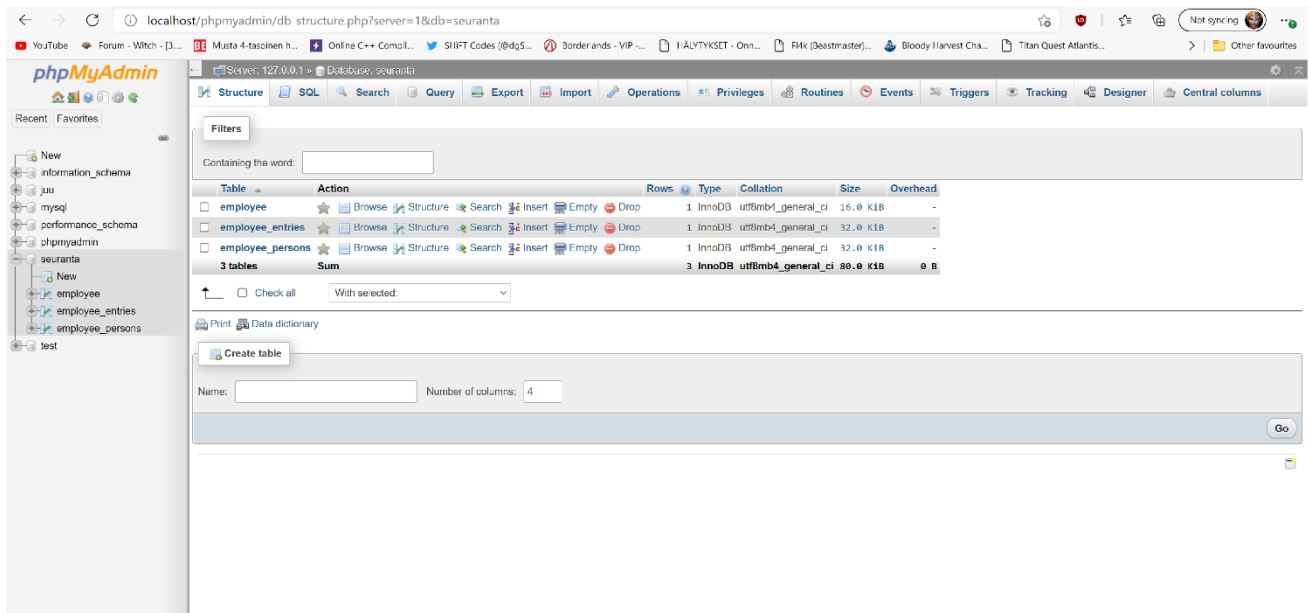 localhost/phpmyadmin/db_structure.php?server=1&db=seuranta
Not syncing
YouTube Forum - Witch - [3... Musta 4-tasoinen h... Online C++ Compil... SHiFT Codes (@dgS... - VIP -... HÄLYTYKSET - Onn... Fl4k (Beastmaster)... Bloody Harvest Cha... Titan Quest Atlantis... Other favourites
phpMyAdmin
Server: 127.0.0.1 » Database: seuranta
Structure SQL Search Query Export Import Operations Privileges Routines Events Triggers Tracking Designer Central columns
Recent Favorites
New
information_schema
juu
mysql
performance_schema
phpmyadmin
seuranta
New
employee
employee_entries
employee_persons
test
Filters
Containing the word:
Table Action Rows Type Collation Size Overhead
employee Browse Structure Search Insert Empty Drop 1 InnoDB utf8mb4_general_ci 16.0 KiB -
employee_entries Browse Structure Search Insert Empty Drop 1 InnoDB utf8mb4_general_ci 32.0 KiB -
employee_persons Browse Structure Search Insert Empty Drop 1 InnoDB utf8mb4_general_ci 32.0 KiB -
3 tables Sum 3 InnoDB utf8mb4_general_ci 80.0 KiB 0 B
Check all With selected:
Print Data dictionary
Create table
Name: Number of columns: 4
Go